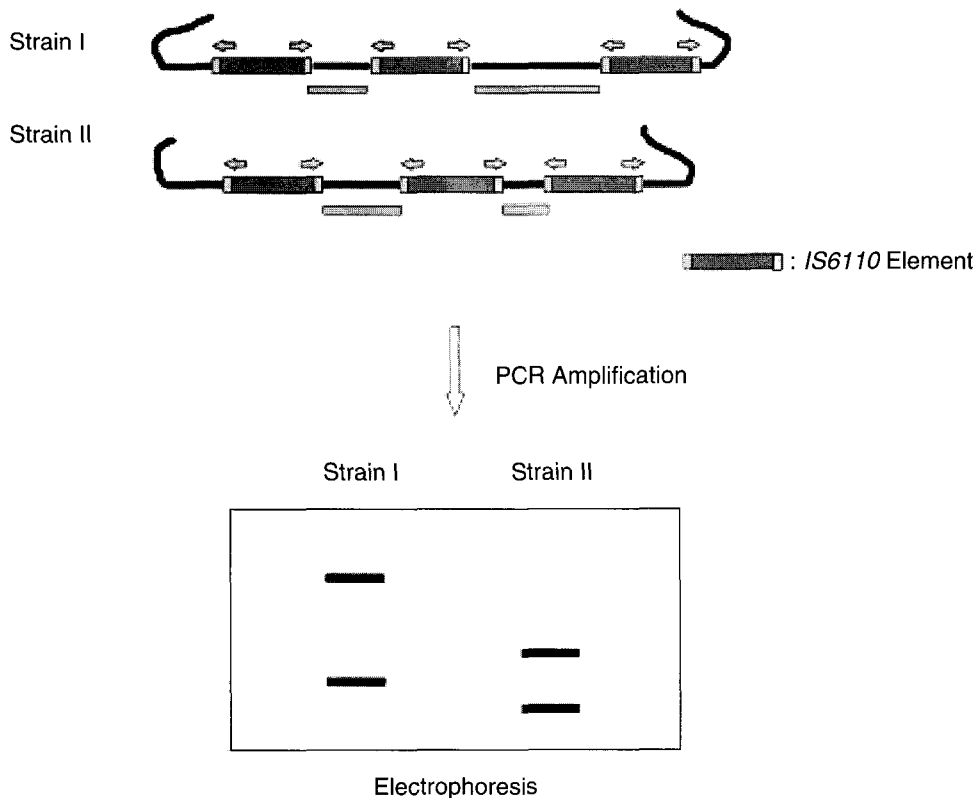 Strain I
Strain II
: IS6110 Element
PCR Amplification
Strain I Strain II
Electrophoresis